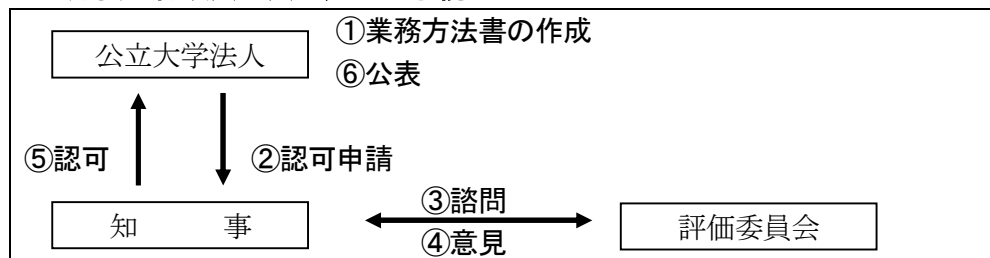 ①業務方法書の作成
公立大学法人
⑥公表
⑤認可
②認可申請
③諮問
知　　事
評価委員会
④意見